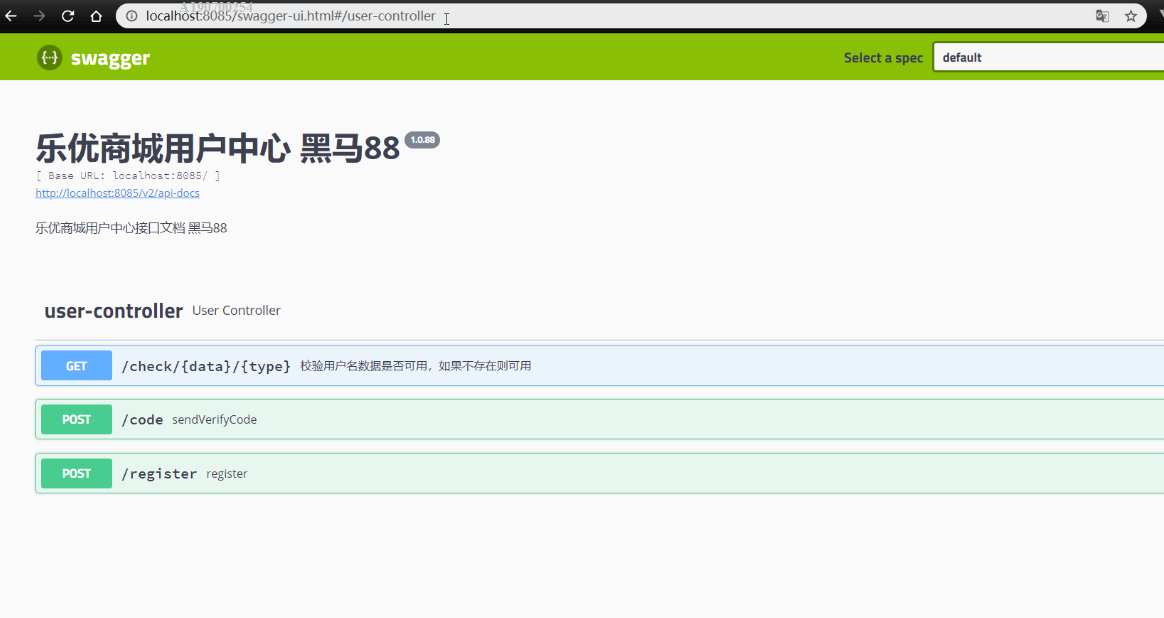 localhost:8085/swagger-ui.html#/user-controller
{··} swagger
Select a spec
default
乐优商城用户中心 黑马88 1.0.88
[ Base URL: localhost:8085/ ]
http://localhost:8085/v2/api-docs
乐优商城用户中心接口文档 黑马88
user-controller User Controller
GET /check/{data}/{type} 校验用户名数据是否可用，如果不存在则可用
POST /code sendVerifyCode
POST /register register